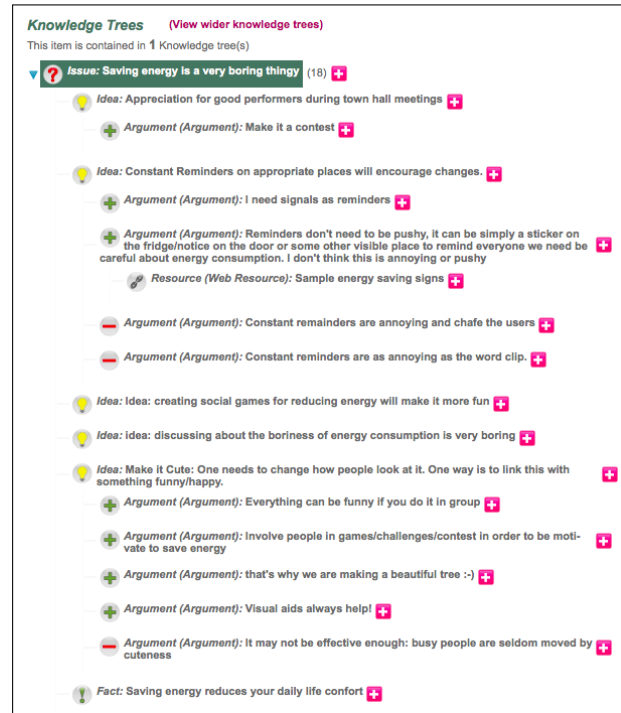 Knowledge Trees (View wider knowledge trees)
This item is contained in 1 Knowledge tree(s)
Issue: Saving energy is a very boring thingy (18)
Idea: Appreciation for good performers during town hall meetings
Argument (Argument): Make it a contest
Idea: Constant Reminders on appropriate places will encourage changes.
Argument (Argument): I need signals as reminders
Argument (Argument): Reminders don't need to be pushy, it can be simply a sticker on
the fridge/notice on the door or some other visible place to remind everyone we need be
careful about energy consumption. I don't think this is annoying or pushy
Resource (Web Resource): Sample energy saving signs
Argument (Argument): Constant remainders are annoying and chafe the users
Argument (Argument): Constant reminders are as annoying as the word clip.
Idea: Idea: creating social games for reducing energy will make it more fun
Idea: idea: discussing about the boriness of energy consumption is very boring
Idea: Make it Cute: One needs to change how people look at it. One way is to link this with
something funny/happy.
Argument (Argument): Everything can be funny if you do it in group
Argument (Argument): Involve people in games/challenges/contest in order to be moti-
vate to save energy
Argument (Argument): that's why we are making a beautiful tree :-)
Argument (Argument): Visual aids always help!
Argument (Argument): It may not be effective enough: busy people are seldom moved by
cuteness
Fact: Saving energy reduces your daily life confort